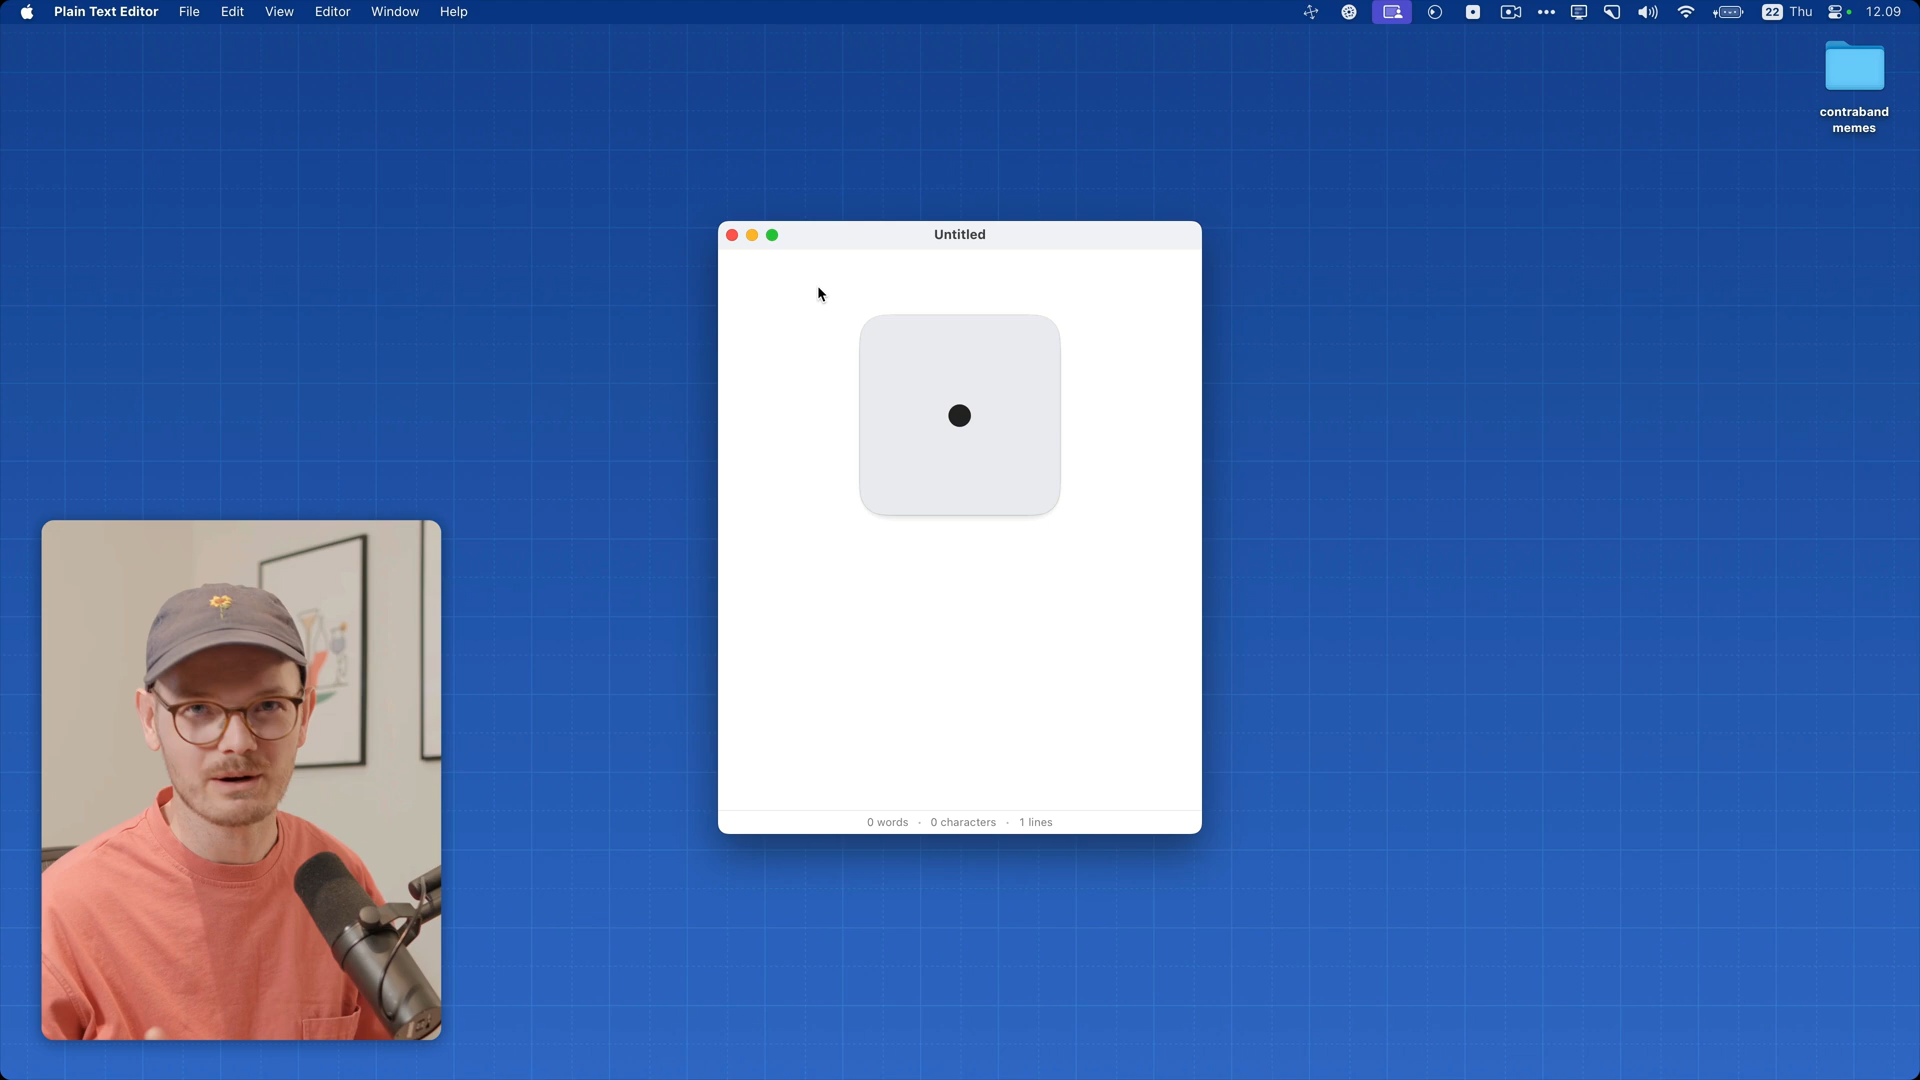 Plain Text Editor File Edit View Editor Window Help 22 Thu 12.09
contraband
memes
Untitled
0 words · 0 characters · 1 lines